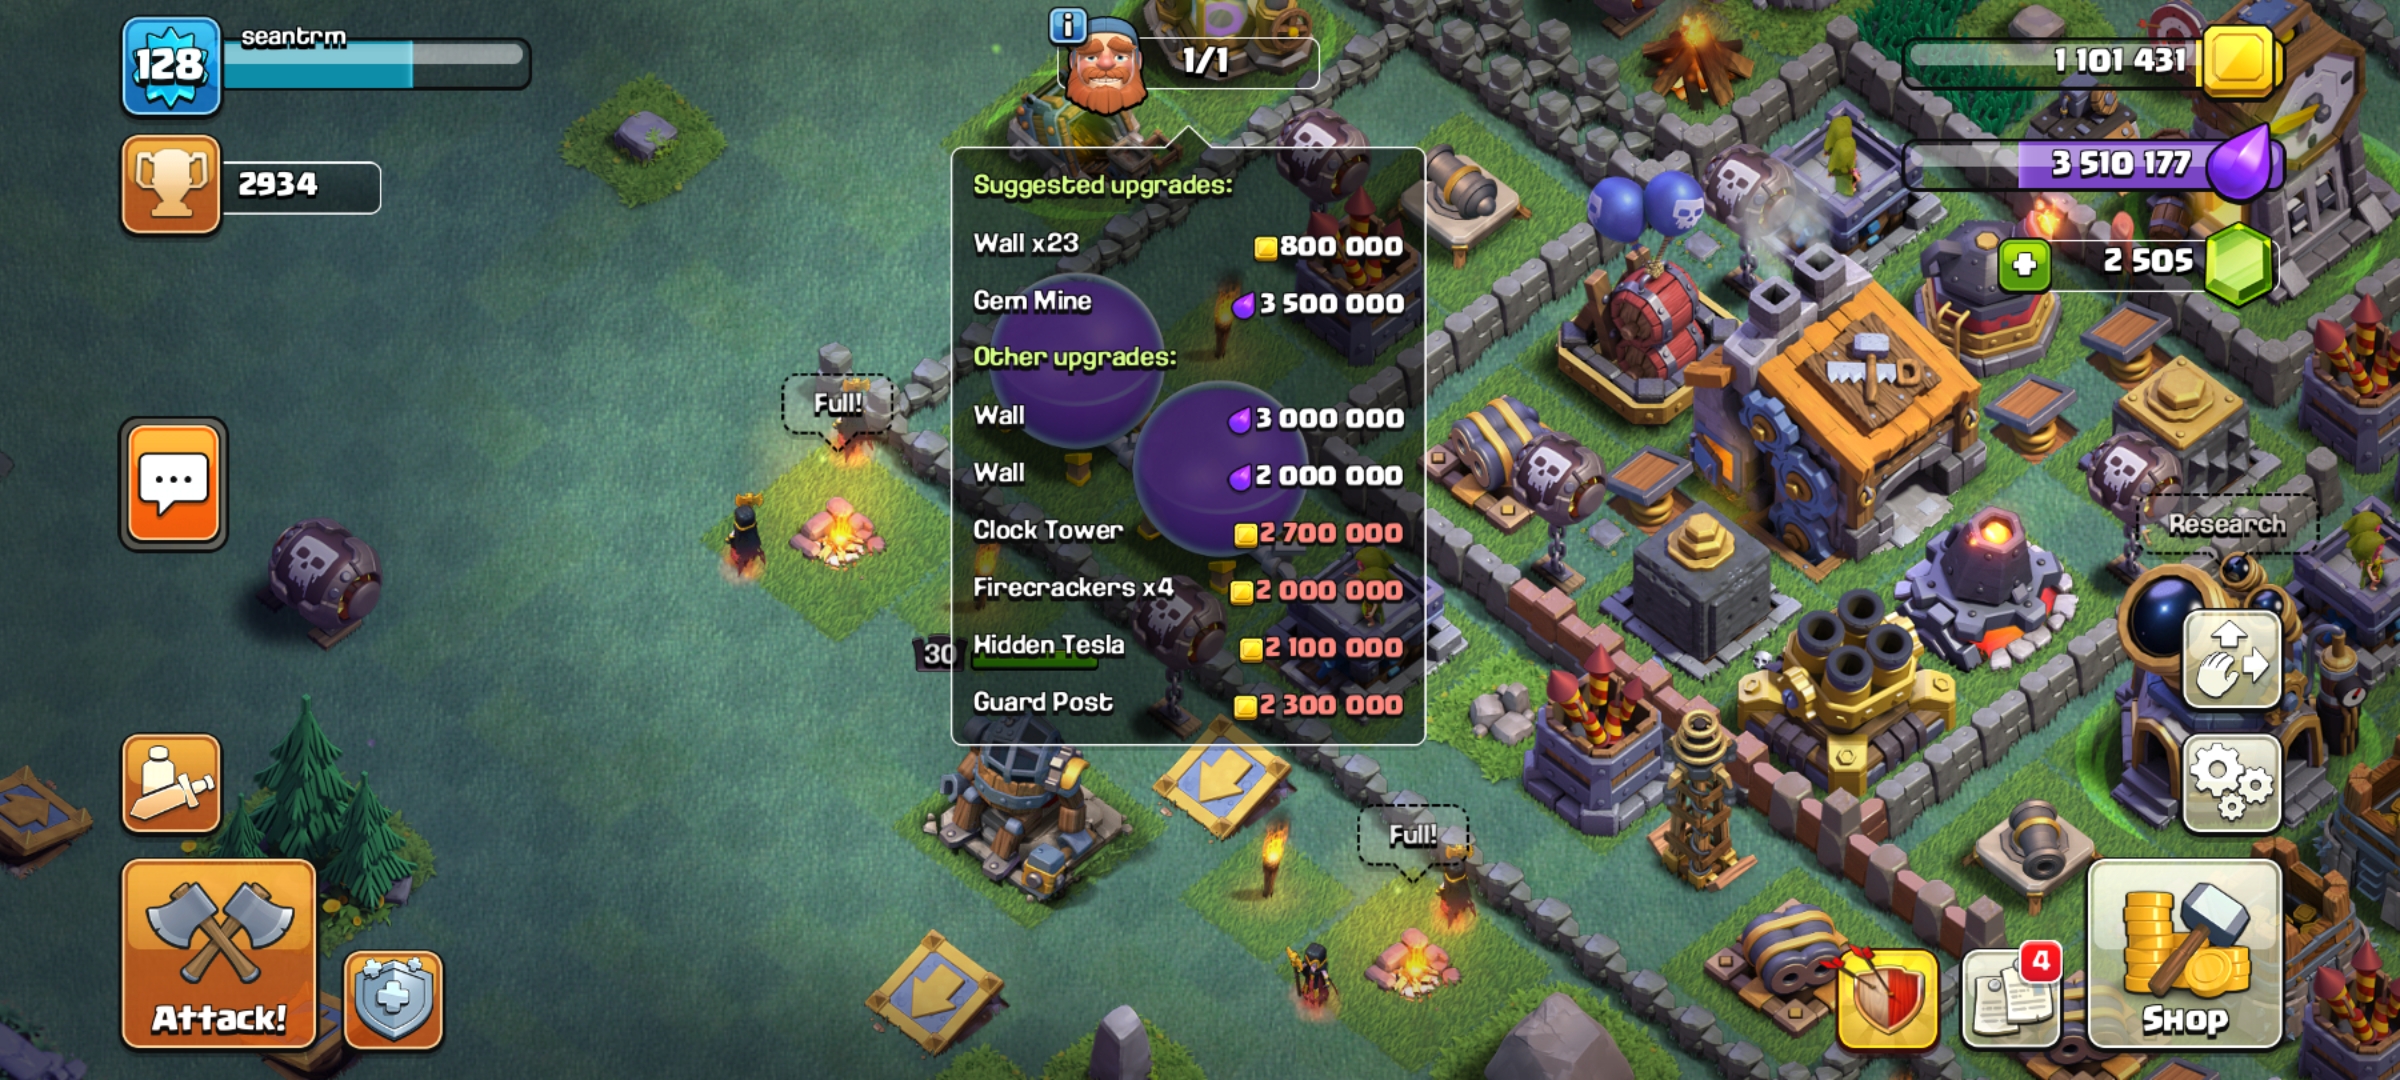 128
seantrm
1/1
1 101 431
2934
3 510 177
2 505
Suggested upgrades:
Wall x23 800 000
Gem Mine 3 500 000
Other upgrades:
Wall 3 000 000
Wall 2 000 000
Clock Tower 2 700 000
Firecrackers x4 2 000 000
Hidden Tesla 2 100 000
Guard Post 2 300 000
Full!
Research
30
Full!
4
Attack!
Shop